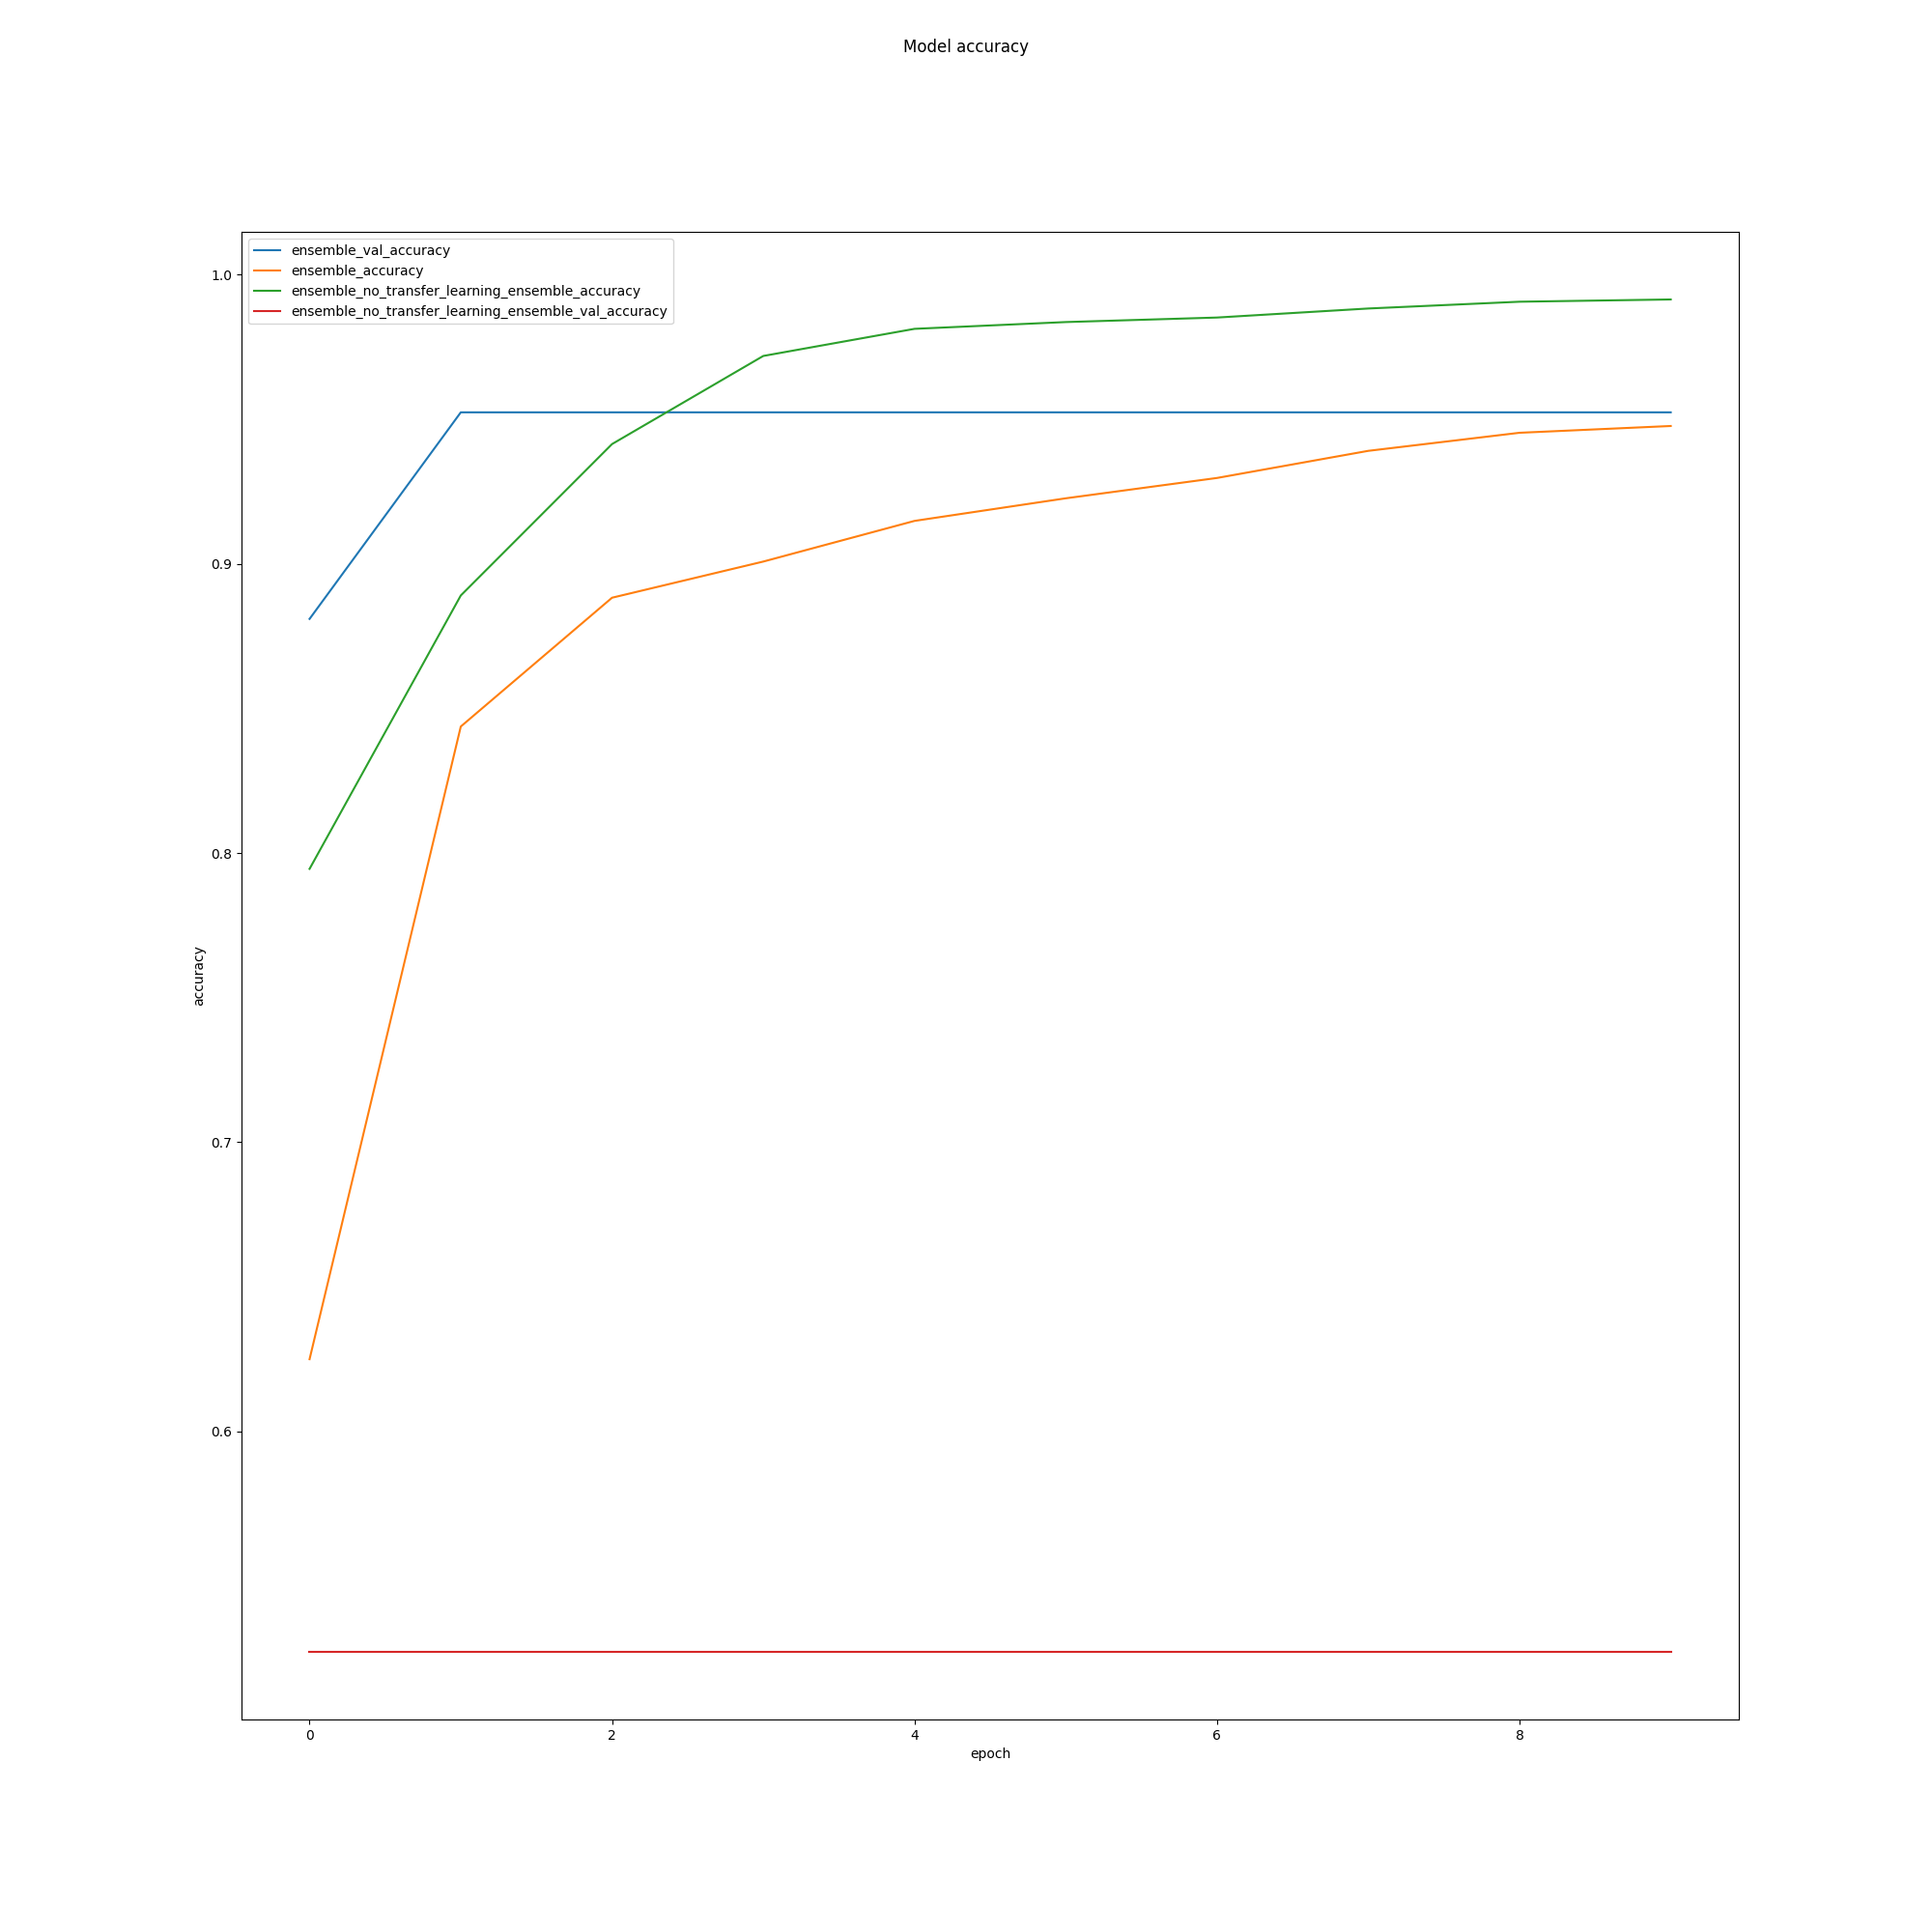 Model accuracy
ensemble_val_accuracy
ensemble_accuracy
ensemble_no_transfer_learning_ensemble_accuracy
ensemble_no_transfer_learning_ensemble_val_accuracy
1.0
0.9
0.8
0.7
0.6
accuracy
0 2 4 6 8
epoch